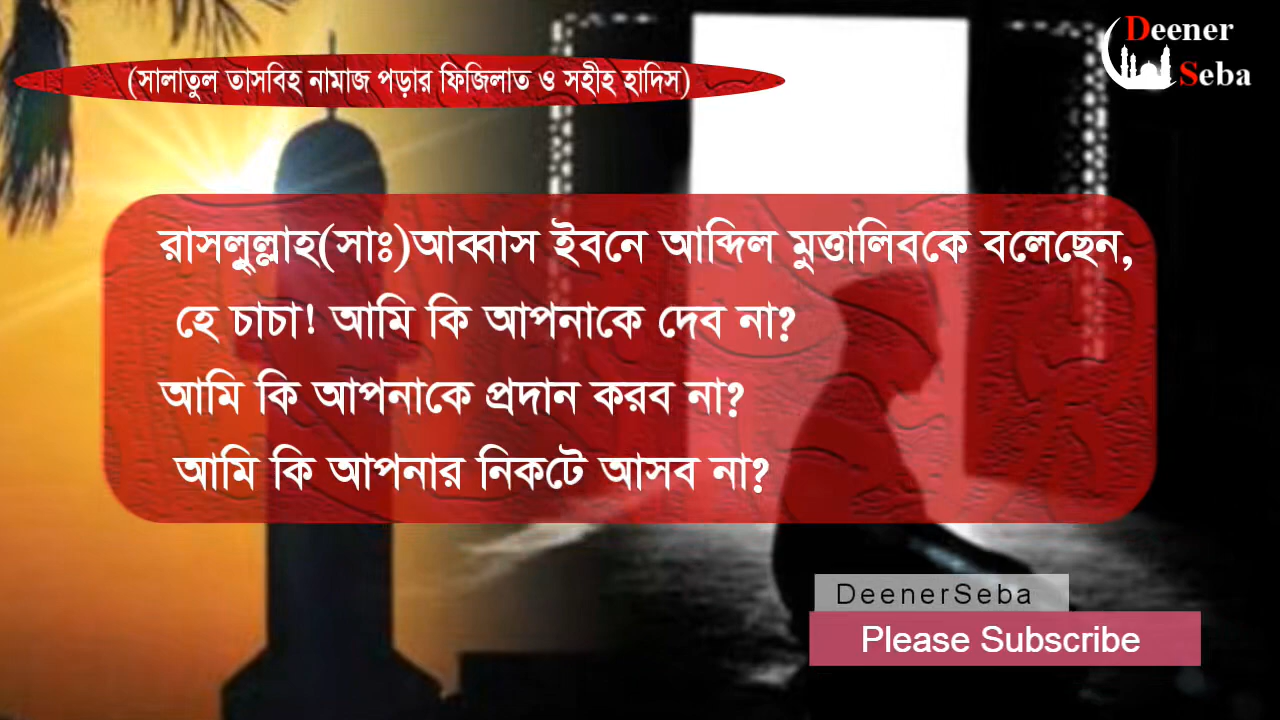 Deener
Seba
(সালাতুল তাসবিহ নামাজ পড়ার ফিজিলাত ও সহীহ হাদিস)
রাসলুল্লাহ(সাঃ)আব্বাস ইবনে আব্দিল মুত্তালিবকে বলেছেন,
হে চাচা! আমি কি আপনাকে দেব না?
আমি কি আপনাকে প্রদান করব না?
আমি কি আপনার নিকটে আসব না?
DeenerSeba
Please Subscribe